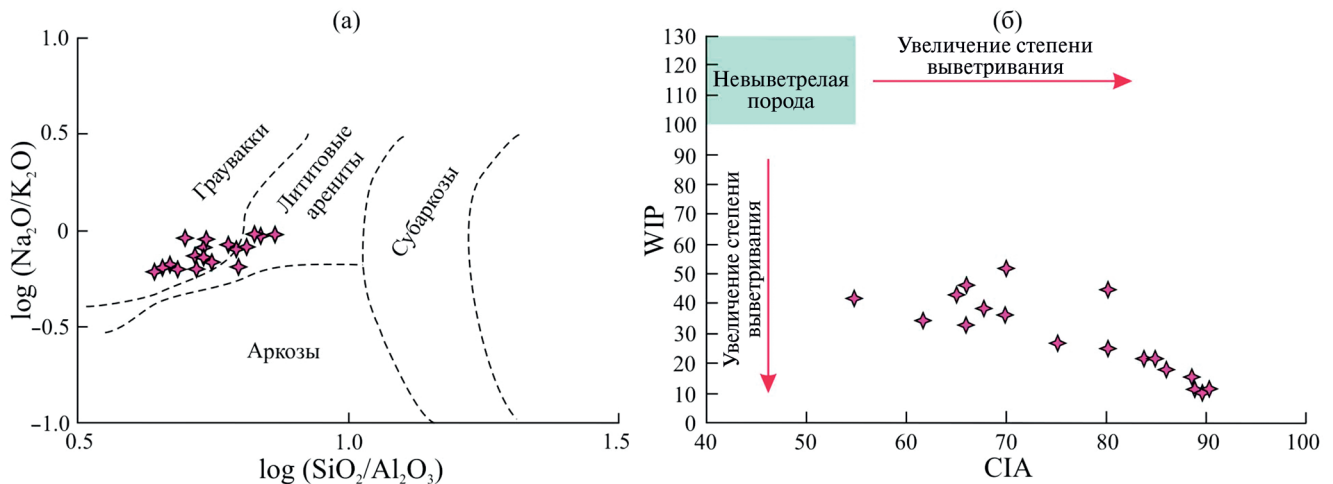 (а)
1.0
0.5
0
−0.5
−1.0
log (Na₂O/K₂O)
Граувакки
Лититовые
арениты
Субаркозы
Аркозы
0.5
1.0
1.5
log (SiO₂/Al₂O₃)
(б)
130
120
110
100
90
80
70
60
50
40
30
20
10
0
WIP
Невыветрелая
порода
Увеличение степени
выветривания
Увеличение степени
выветривания
40
50
60
70
80
90
100
CIA